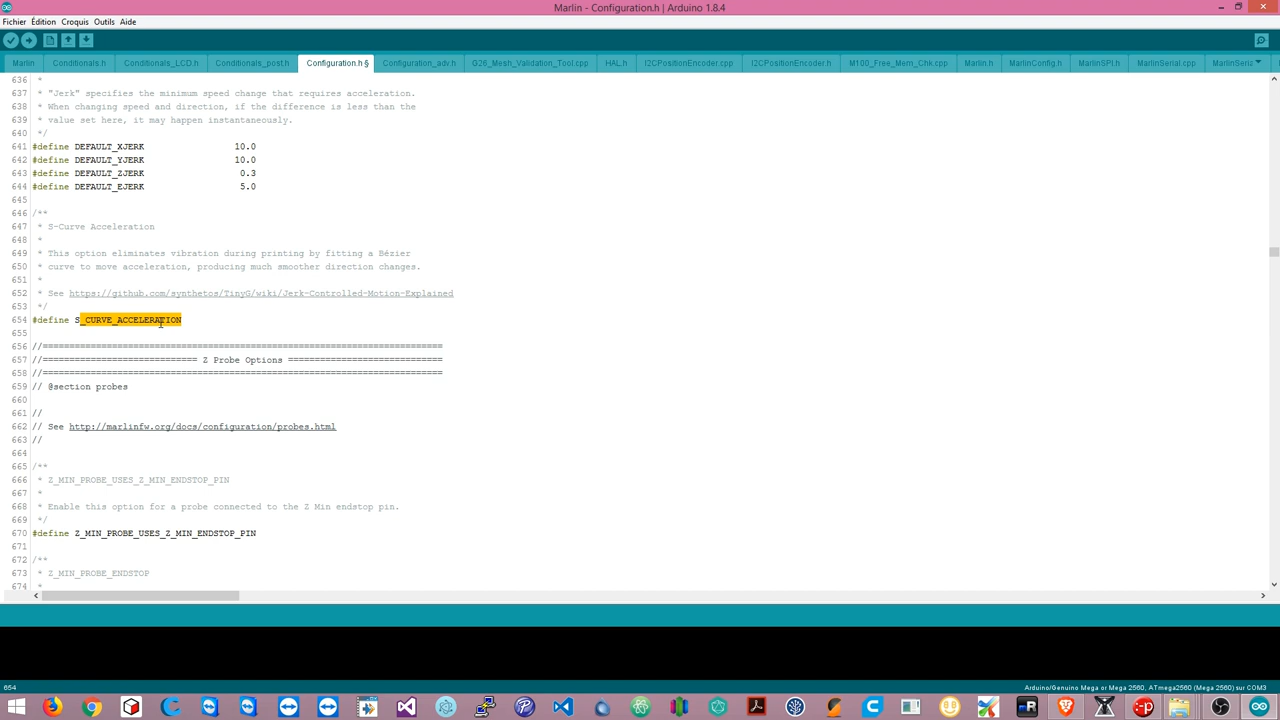 Marlin - Configuration.h | Arduino 1.8.4
Fichier Édition Croquis Outils Aide
Marlin Conditionals.h Conditionals_LCD.h Conditionals_post.h Configuration.h § Configuration_adv.h G26_Mesh_Validation_Tool.cpp HAL.h I2CPositionEncoder.cpp I2CPositionEncoder.h M100_Free_Mem_Chk.cpp Marlin.h MarlinConfig.h MarlinSPI.h MarlinSerial.cpp MarlinSeria
636 *
637 * "Jerk" specifies the minimum speed change that requires acceleration.
638 * When changing speed and direction, if the difference is less than the
639 * value set here, it may happen instantaneously.
640 */
641 #define DEFAULT_XJERK 10.0
642 #define DEFAULT_YJERK 10.0
643 #define DEFAULT_ZJERK 0.3
644 #define DEFAULT_EJERK 5.0
645
646 /**
647 * S-Curve Acceleration
648 *
649 * This option eliminates vibration during printing by fitting a Bézier
650 * curve to move acceleration, producing much smoother direction changes.
651 *
652 * See https://github.com/synthetos/TinyG/wiki/Jerk-Controlled-Motion-Explained
653 */
654 #define S_CURVE_ACCELERATION
655
656 //===========================================================================
657 //============================= Z Probe Options =============================
658 //===========================================================================
659 // @section probes
660
661 //
662 // See http://marlinfw.org/docs/configuration/probes.html
663 //
664
665 /**
666 * Z_MIN_PROBE_USES_Z_MIN_ENDSTOP_PIN
667 *
668 * Enable this option for a probe connected to the Z Min endstop pin.
669 */
670 #define Z_MIN_PROBE_USES_Z_MIN_ENDSTOP_PIN
671
672 /**
673 * Z_MIN_PROBE_ENDSTOP
674 *
654 Arduino/Genuino Mega or Mega 2560, ATmega2560 (Mega 2560) sur COM3